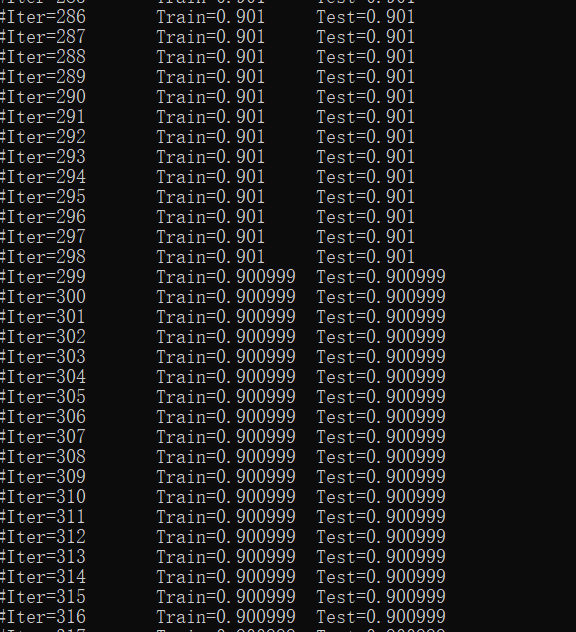 #Iter=286 Train=0.901 Test=0.901
#Iter=287 Train=0.901 Test=0.901
#Iter=288 Train=0.901 Test=0.901
#Iter=289 Train=0.901 Test=0.901
#Iter=290 Train=0.901 Test=0.901
#Iter=291 Train=0.901 Test=0.901
#Iter=292 Train=0.901 Test=0.901
#Iter=293 Train=0.901 Test=0.901
#Iter=294 Train=0.901 Test=0.901
#Iter=295 Train=0.901 Test=0.901
#Iter=296 Train=0.901 Test=0.901
#Iter=297 Train=0.901 Test=0.901
#Iter=298 Train=0.901 Test=0.901
#Iter=299 Train=0.900999 Test=0.900999
#Iter=300 Train=0.900999 Test=0.900999
#Iter=301 Train=0.900999 Test=0.900999
#Iter=302 Train=0.900999 Test=0.900999
#Iter=303 Train=0.900999 Test=0.900999
#Iter=304 Train=0.900999 Test=0.900999
#Iter=305 Train=0.900999 Test=0.900999
#Iter=306 Train=0.900999 Test=0.900999
#Iter=307 Train=0.900999 Test=0.900999
#Iter=308 Train=0.900999 Test=0.900999
#Iter=309 Train=0.900999 Test=0.900999
#Iter=310 Train=0.900999 Test=0.900999
#Iter=311 Train=0.900999 Test=0.900999
#Iter=312 Train=0.900999 Test=0.900999
#Iter=313 Train=0.900999 Test=0.900999
#Iter=314 Train=0.900999 Test=0.900999
#Iter=315 Train=0.900999 Test=0.900999
#Iter=316 Train=0.900999 Test=0.900999